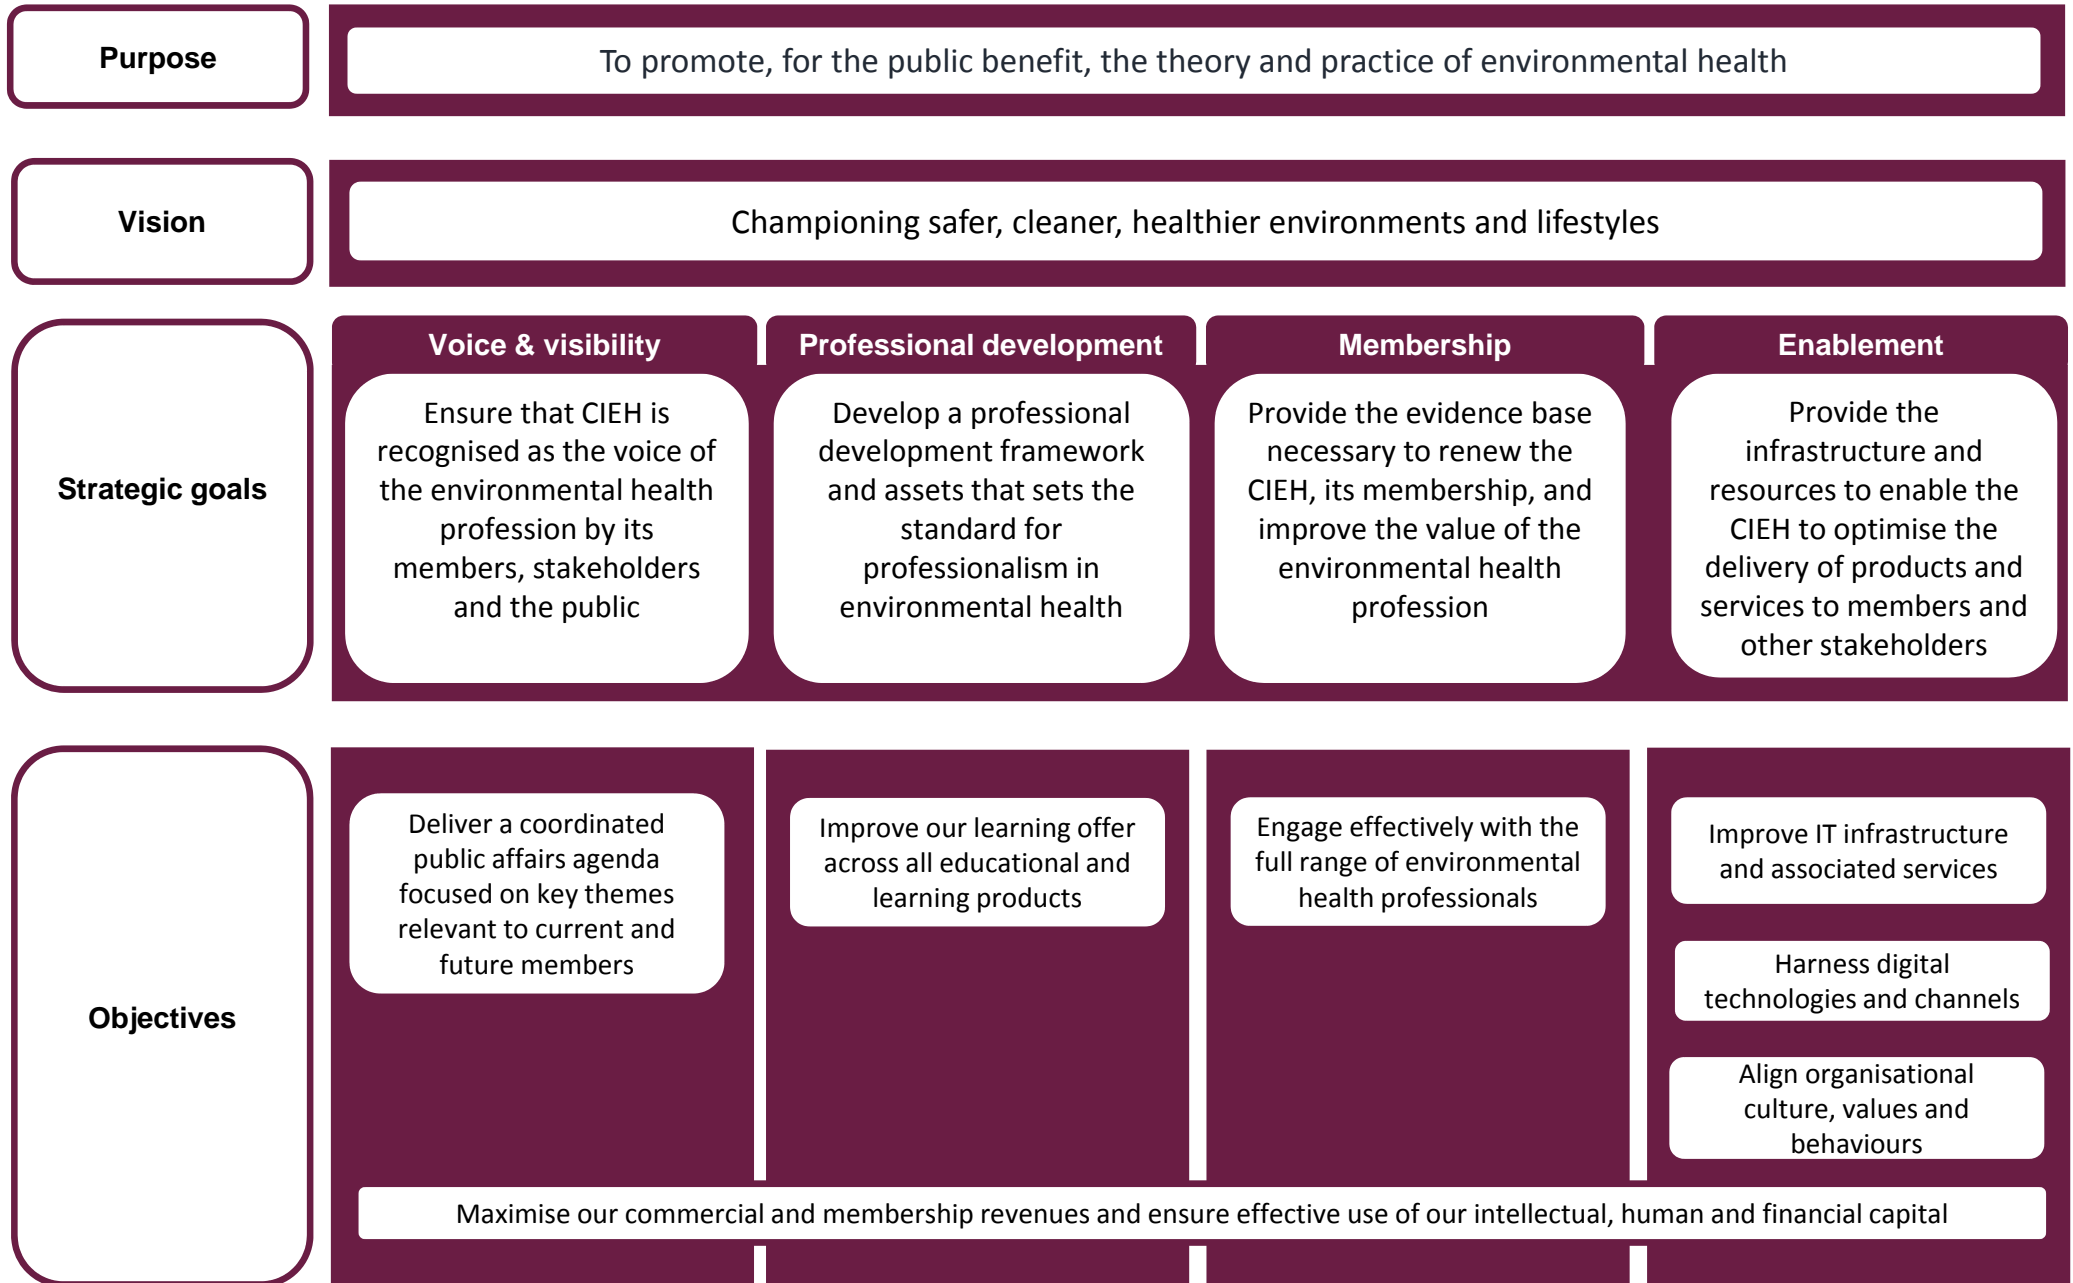 Purpose
To promote, for the public benefit, the theory and practice of environmental health
Vision
Championing safer, cleaner, healthier environments and lifestyles
Strategic goals
Voice & visibility
Ensure that CIEH is
recognised as the voice of
the environmental health
profession by its
members, stakeholders
and the public
Professional development
Develop a professional
development framework
and assets that sets the
standard for
professionalism in
environmental health
Membership
Provide the evidence base
necessary to renew the
CIEH, its membership, and
improve the value of the
environmental health
profession
Enablement
Provide the
infrastructure and
resources to enable the
CIEH to optimise the
delivery of products and
services to members and
other stakeholders
Objectives
Deliver a coordinated
public affairs agenda
focused on key themes
relevant to current and
future members
Improve our learning offer
across all educational and
learning products
Engage effectively with the
full range of environmental
health professionals
Improve IT infrastructure
and associated services
Harness digital
technologies and channels
Align organisational
culture, values and
behaviours
Maximise our commercial and membership revenues and ensure effective use of our intellectual, human and financial capital